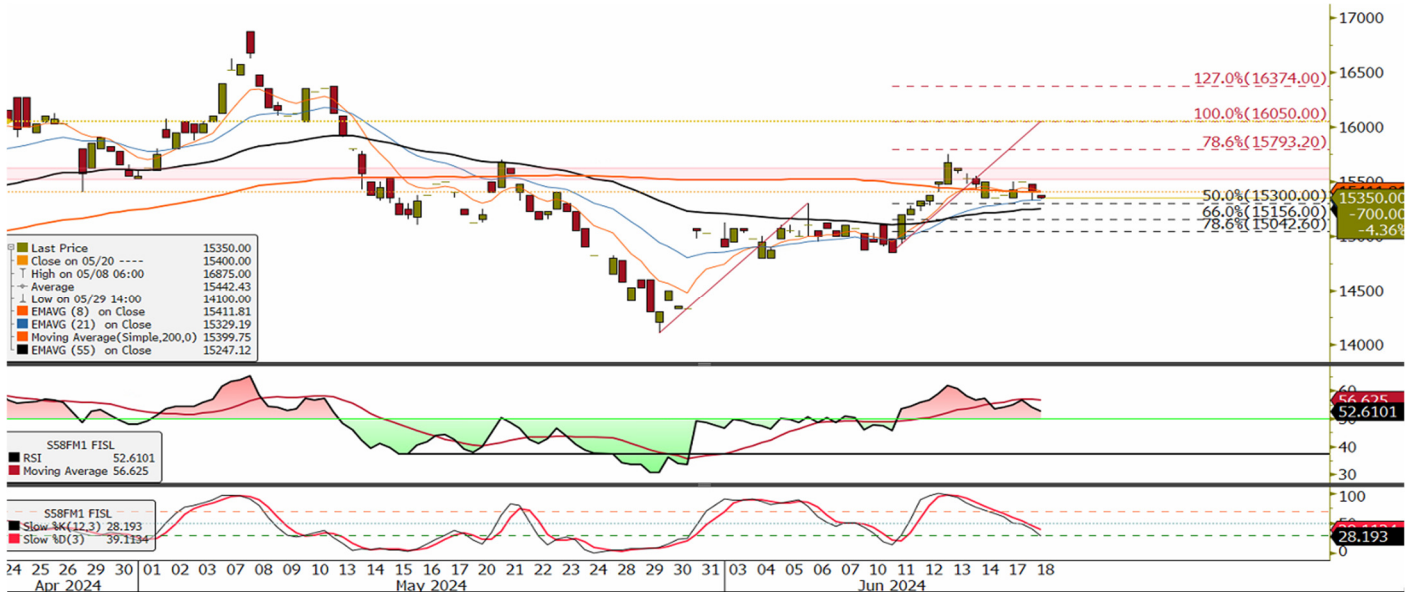 17000
16500
127.0%(16374.00)
100.0%(16050.00)
16000
78.6%(15793.20)
15500
50.0%(15300.00)
15350.00
-700.00
-4.36%
66.0%(15156.00)
78.6%(15042.60)
15000
14500
14000
Last Price 15350.00
Close on 05/20 ---- 15400.00
High on 05/08 06:00 16875.00
Average 15442.43
Low on 05/29 14:00 14100.00
EMAVG (8) on Close 15411.81
EMAVG (21) on Close 15329.19
Moving Average(Simple,200,0) 15399.75
EMAVG (55) on Close 15247.12
60
56.625
52.6101
50
40
30
S58FM1 FISL
RSI 52.6101
Moving Average 56.625
100
50
28.193
0
S58FM1 FISL
Slow %K(12,3) 28.193
Slow %D(3) 39.1134
24 25 26 29 30 01 02 03 06 07 09 10 13 14 15 16 17 20 21 22 23 24 28 29 30 31 03 04 05 06 07 10 11 12 13 14 17 18
Apr 2024 May 2024 Jun 2024